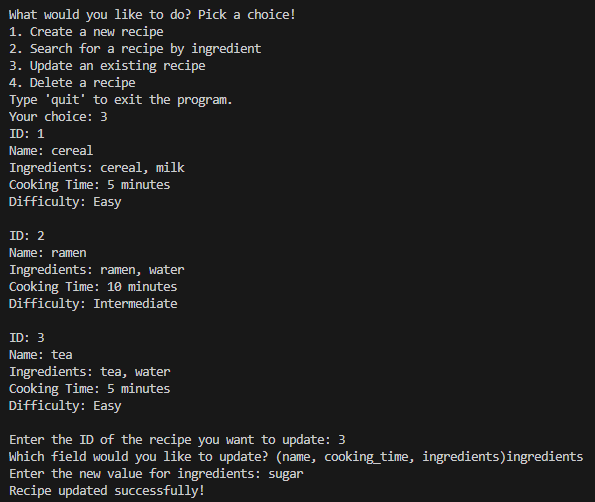 What would you like to do? Pick a choice!
1. Create a new recipe
2. Search for a recipe by ingredient
3. Update an existing recipe
4. Delete a recipe
Type 'quit' to exit the program.
Your choice: 3
ID: 1
Name: cereal
Ingredients: cereal, milk
Cooking Time: 5 minutes
Difficulty: Easy
ID: 2
Name: ramen
Ingredients: ramen, water
Cooking Time: 10 minutes
Difficulty: Intermediate
ID: 3
Name: tea
Ingredients: tea, water
Cooking Time: 5 minutes
Difficulty: Easy
Enter the ID of the recipe you want to update: 3
Which field would you like to update? (name, cooking_time, ingredients)ingredients
Enter the new value for ingredients: sugar
Recipe updated successfully!